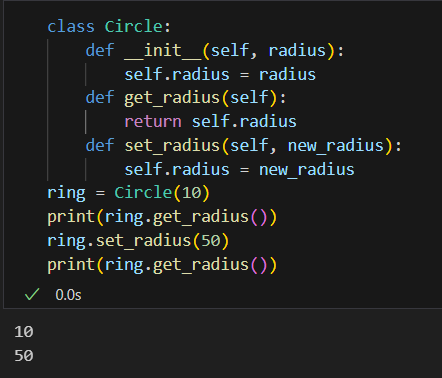 class Circle:
    def __init__(self, radius):
        self.radius = radius
    def get_radius(self):
        return self.radius
    def set_radius(self, new_radius):
        self.radius = new_radius
ring = Circle(10)
print(ring.get_radius())
ring.set_radius(50)
print(ring.get_radius())
0.0s
10
50